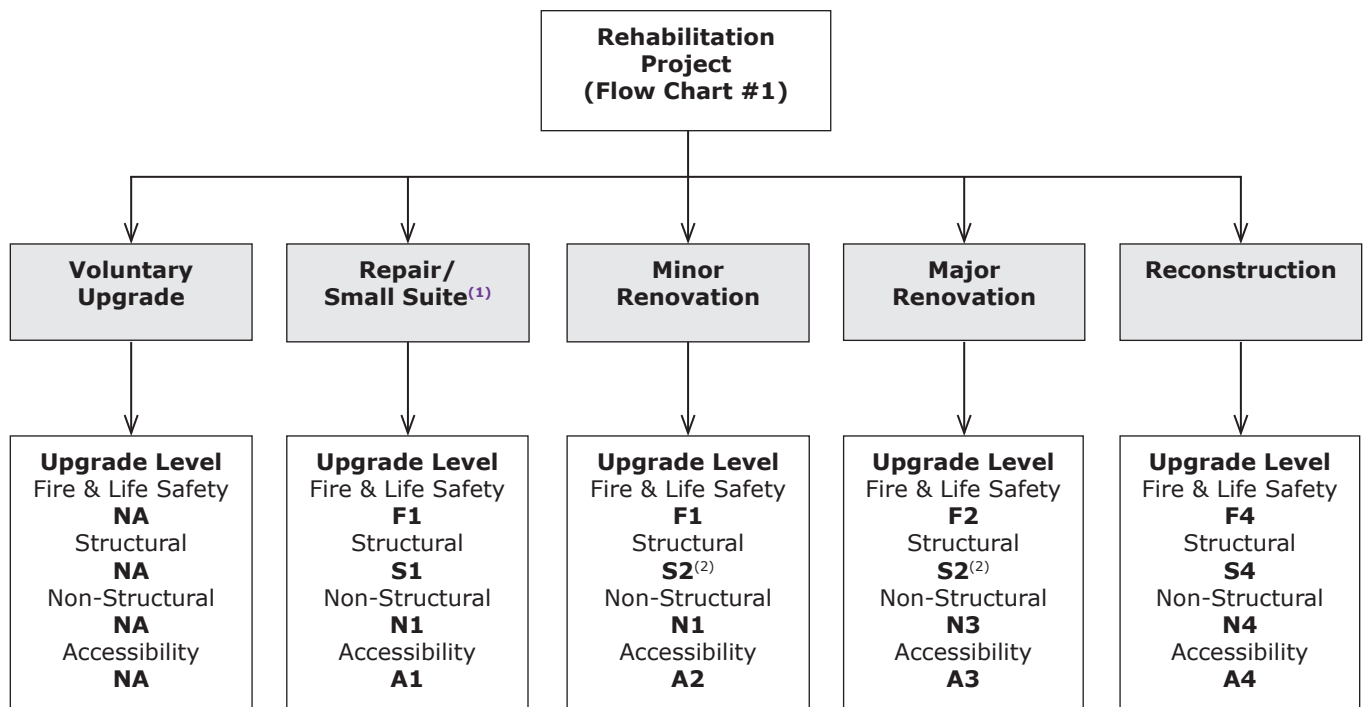 Rehabilitation
Project
(Flow Chart #1)
Voluntary
Upgrade
Repair/
Small Suite(1)
Minor
Renovation
Major
Renovation
Reconstruction
Upgrade Level
Fire & Life Safety
NA
Structural
NA
Non-Structural
NA
Accessibility
NA
Upgrade Level
Fire & Life Safety
F1
Structural
S1
Non-Structural
N1
Accessibility
A1
Upgrade Level
Fire & Life Safety
F1
Structural
S2(2)
Non-Structural
N1
Accessibility
A2
Upgrade Level
Fire & Life Safety
F2
Structural
S2(2)
Non-Structural
N3
Accessibility
A3
Upgrade Level
Fire & Life Safety
F4
Structural
S4
Non-Structural
N4
Accessibility
A4